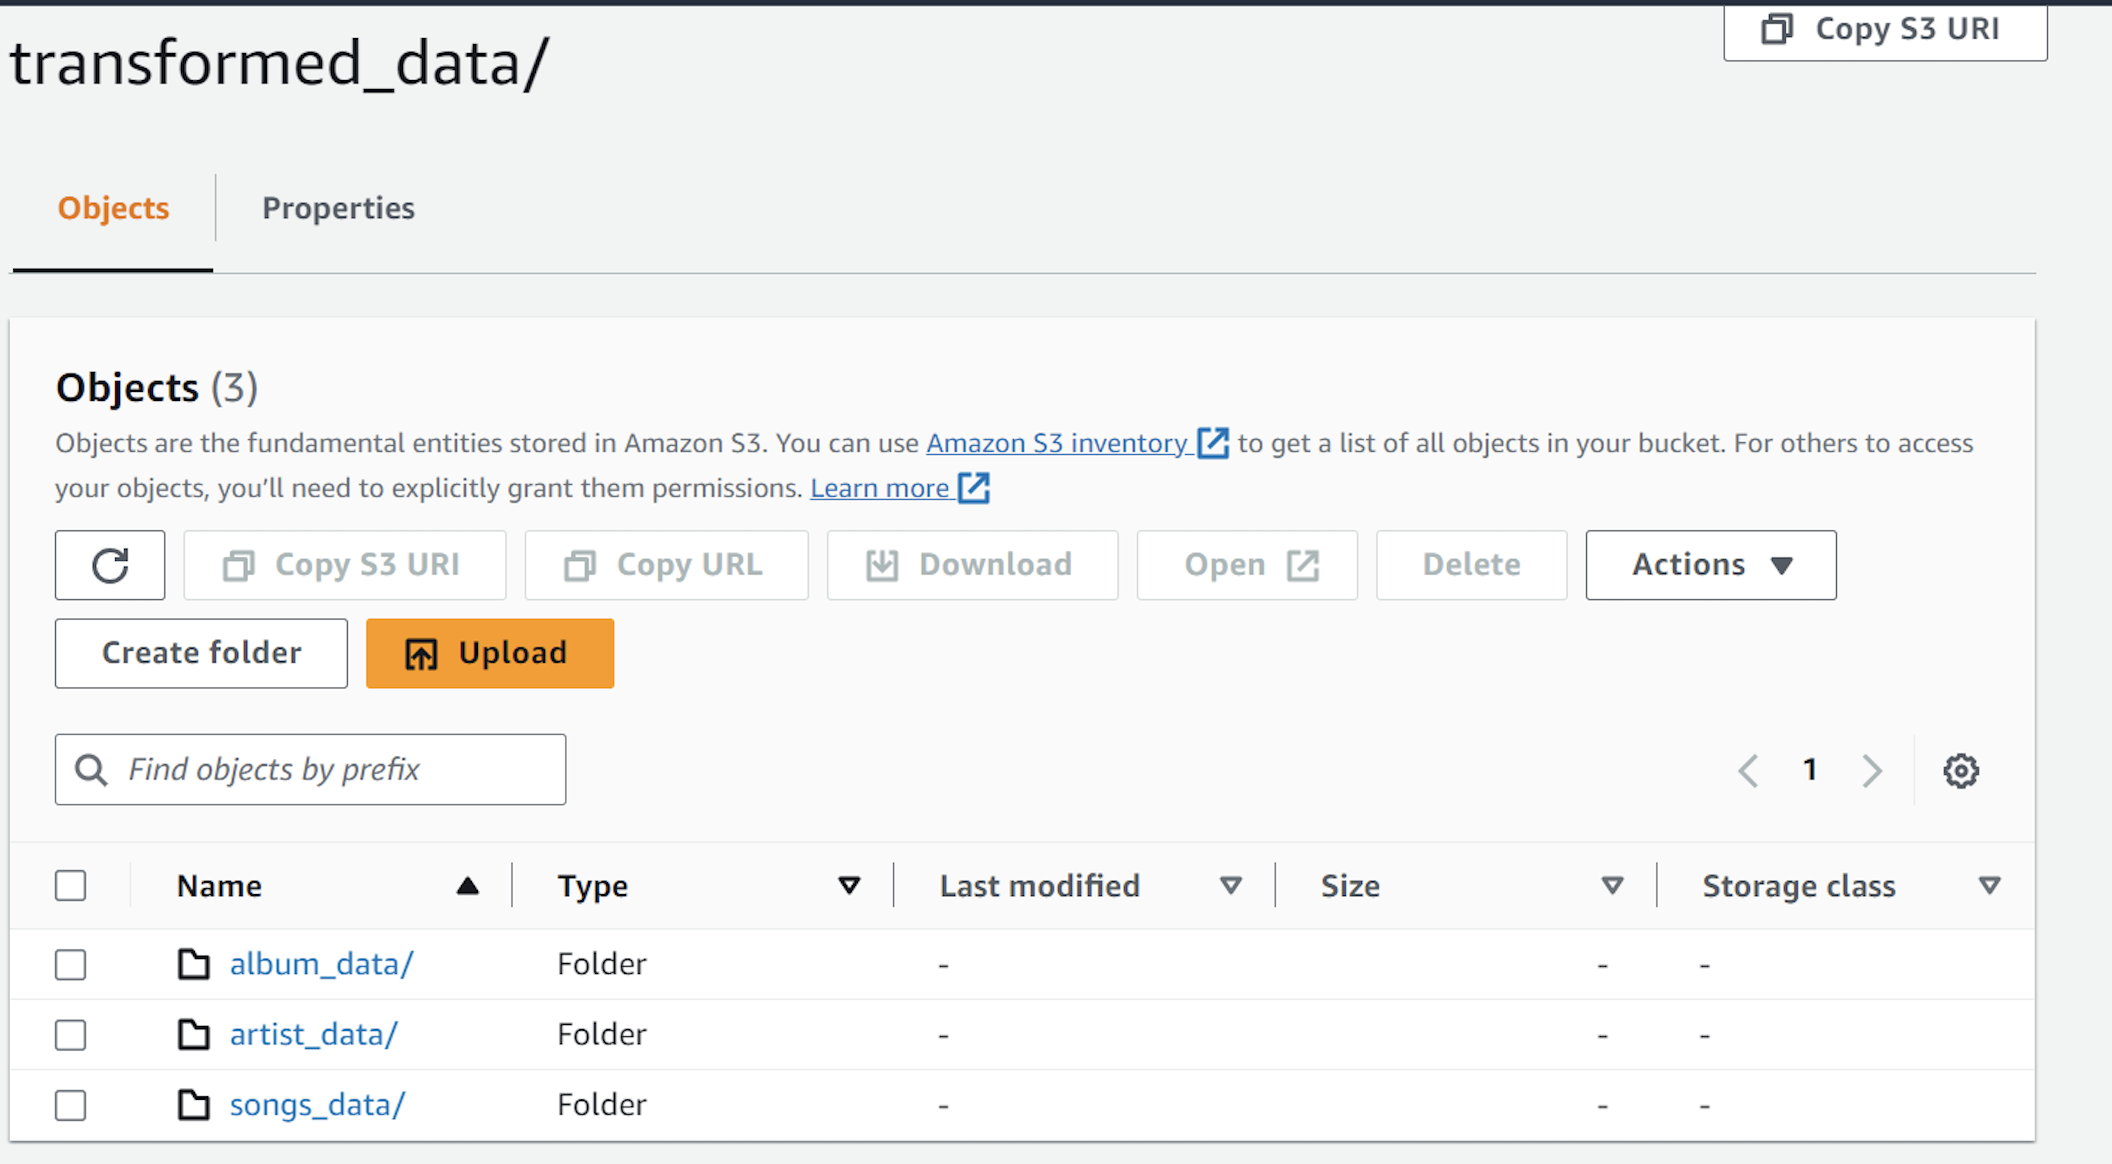 Copy S3 URI
transformed_data/
Objects
Properties
Objects (3)
Objects are the fundamental entities stored in Amazon S3. You can use Amazon S3 inventory to get a list of all objects in your bucket. For others to access
your objects, you’ll need to explicitly grant them permissions. Learn more
Copy S3 URI
Copy URL
Download
Open
Delete
Actions
Create folder
Upload
Find objects by prefix
1
Name Type Last modified Size Storage class
album_data/ Folder - - -
artist_data/ Folder - - -
songs_data/ Folder - - -